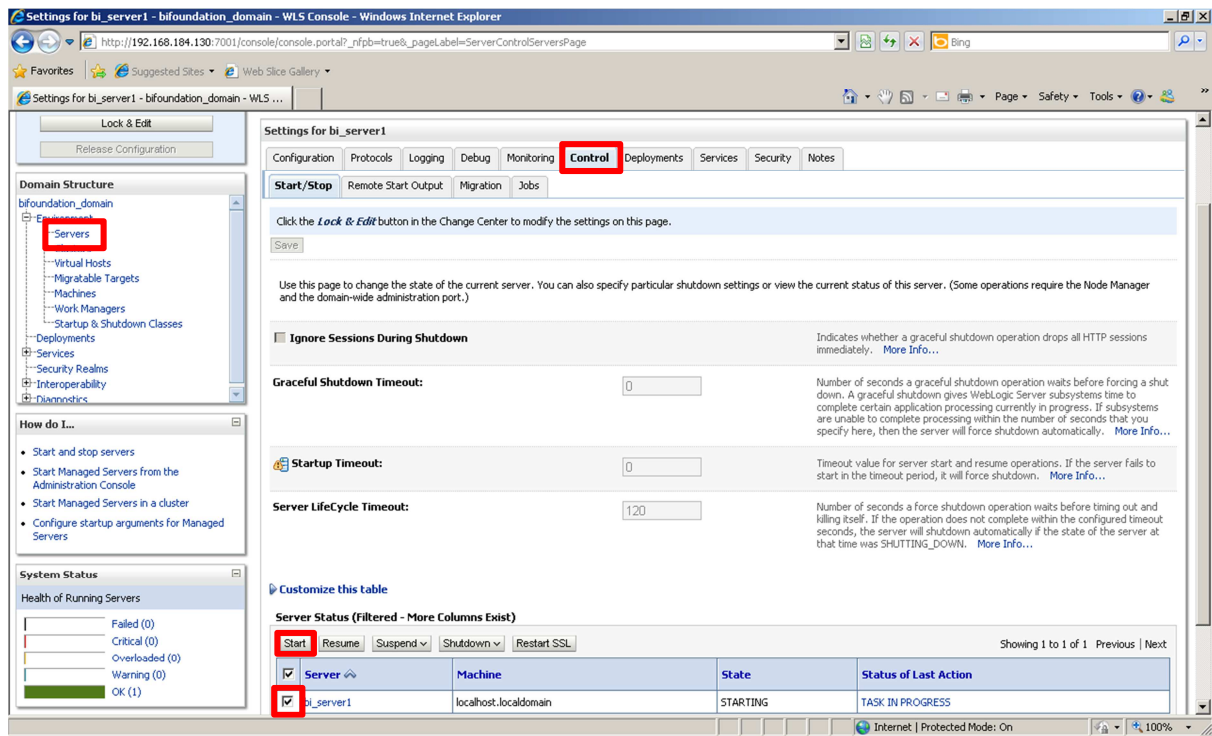 Settings for bi_server1 - bifoundation_domain - WLS Console - Windows Internet Explorer
http://192.168.184.130:7001/console/console.portal?_nfpb=true&_pageLabel=ServerControlServersPage
Bing
Favorites
Suggested Sites
Web Slice Gallery
Settings for bi_server1 - bifoundation_domain - WLS ...
Page
Safety
Tools
»
Lock & Edit
Release Configuration
Domain Structure
bifoundation_domain
Environment
Servers
Virtual Hosts
Migratable Targets
Machines
Work Managers
Startup & Shutdown Classes
Deployments
Services
Security Realms
Interoperability
Diagnostics
How do I...
Start and stop servers
Start Managed Servers from the
Administration Console
Start Managed Servers in a cluster
Configure startup arguments for Managed
Servers
System Status
Health of Running Servers
Failed (0)
Critical (0)
Overloaded (0)
Warning (0)
OK (1)
Settings for bi_server1
Configuration Protocols Logging Debug Monitoring Control Deployments Services Security Notes
Start/Stop Remote Start Output Migration Jobs
Click the Lock & Edit button in the Change Center to modify the settings on this page.
Save
Use this page to change the state of the current server. You can also specify particular shutdown settings or view the current status of this server. (Some operations require the Node Manager
and the domain-wide administration port.)
Ignore Sessions During Shutdown
Indicates whether a graceful shutdown operation drops all HTTP sessions
immediately. More Info...
Graceful Shutdown Timeout:
0
Number of seconds a graceful shutdown operation waits before forcing a shut
down. A graceful shutdown gives WebLogic Server subsystems time to
complete certain application processing currently in progress. If subsystems
are unable to complete processing within the number of seconds that you
specify here, then the server will force shutdown automatically. More Info...
Startup Timeout:
0
Timeout value for server start and resume operations. If the server fails to
start in the timeout period, it will force shutdown. More Info...
Server LifeCycle Timeout:
120
Number of seconds a force shutdown operation waits before timing out and
killing itself. If the operation does not complete within the configured timeout
seconds, the server will shutdown automatically if the state of the server at
that time was SHUTTING_DOWN. More Info...
Customize this table
Server Status (Filtered - More Columns Exist)
Start Resume Suspend Shutdown Restart SSL
Showing 1 to 1 of 1 Previous | Next
Server Machine State Status of Last Action
bi_server1 localhost.localdomain STARTING TASK IN PROGRESS
Internet | Protected Mode: On
100%